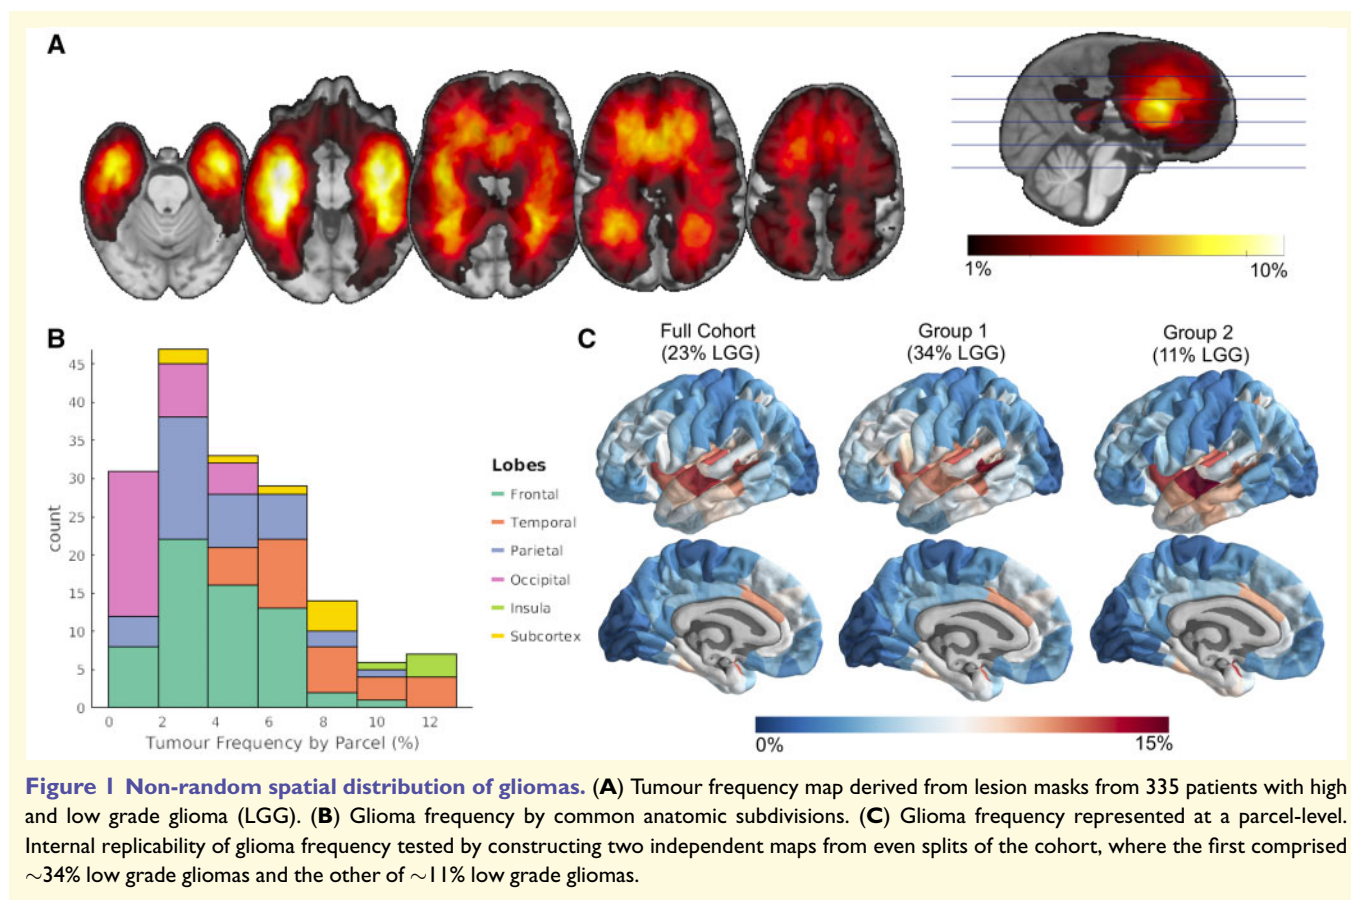 A
1%
10%
B
45
40
35
30
25
20
15
10
5
0
count
0 2 4 6 8 10 12
Tumour Frequency by Parcel (%)
Lobes
Frontal
Temporal
Parietal
Occipital
Insula
Subcortex
C
Full Cohort
(23% LGG)
Group 1
(34% LGG)
Group 2
(11% LGG)
0%
15%
Figure 1 Non-random spatial distribution of gliomas. (A) Tumour frequency map derived from lesion masks from 335 patients with high
and low grade glioma (LGG). (B) Glioma frequency by common anatomic subdivisions. (C) Glioma frequency represented at a parcel-level.
Internal replicability of glioma frequency tested by constructing two independent maps from even splits of the cohort, where the first comprised
∼34% low grade gliomas and the other of ∼11% low grade gliomas.